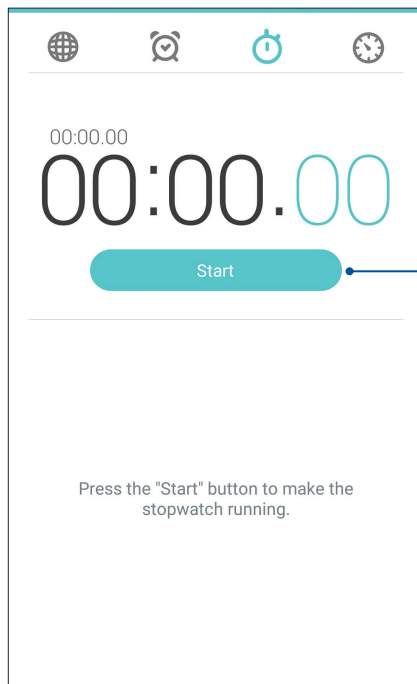 00:00.00
00:00.00
Start
Press the "Start" button to make the
stopwatch running.